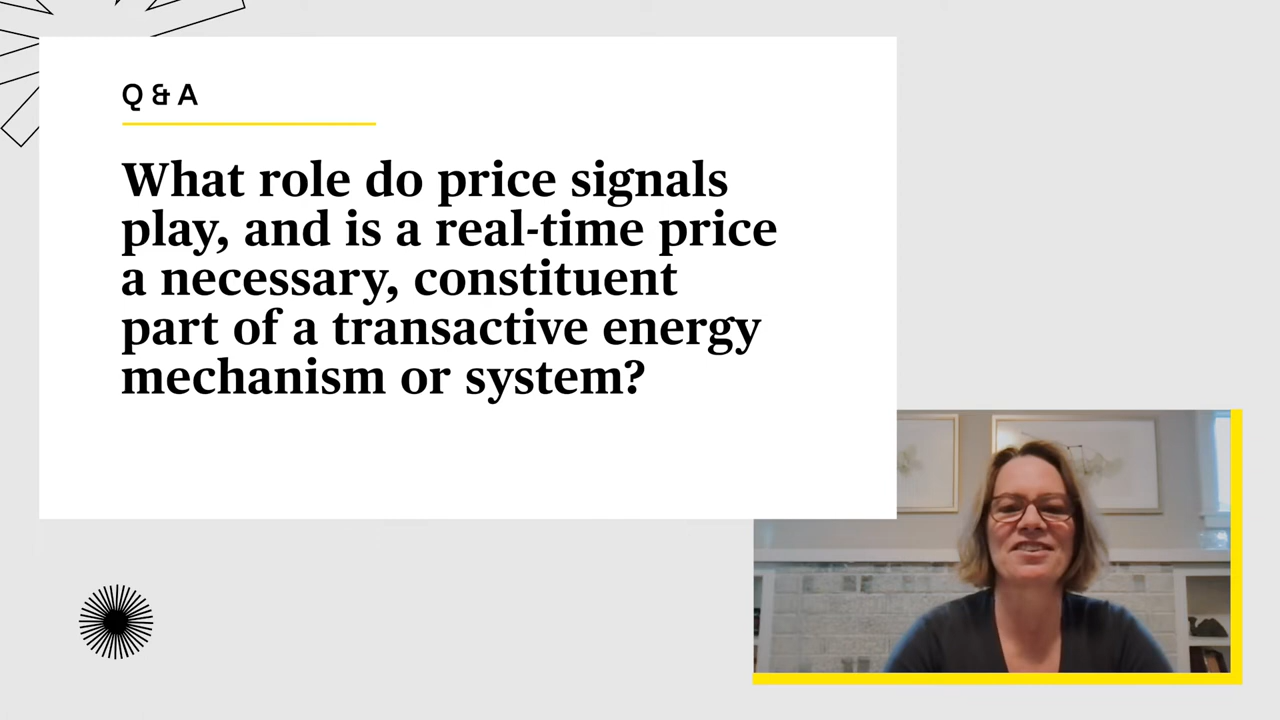 Q & A
What role do price signals
play, and is a real-time price
a necessary, constituent
part of a transactive energy
mechanism or system?